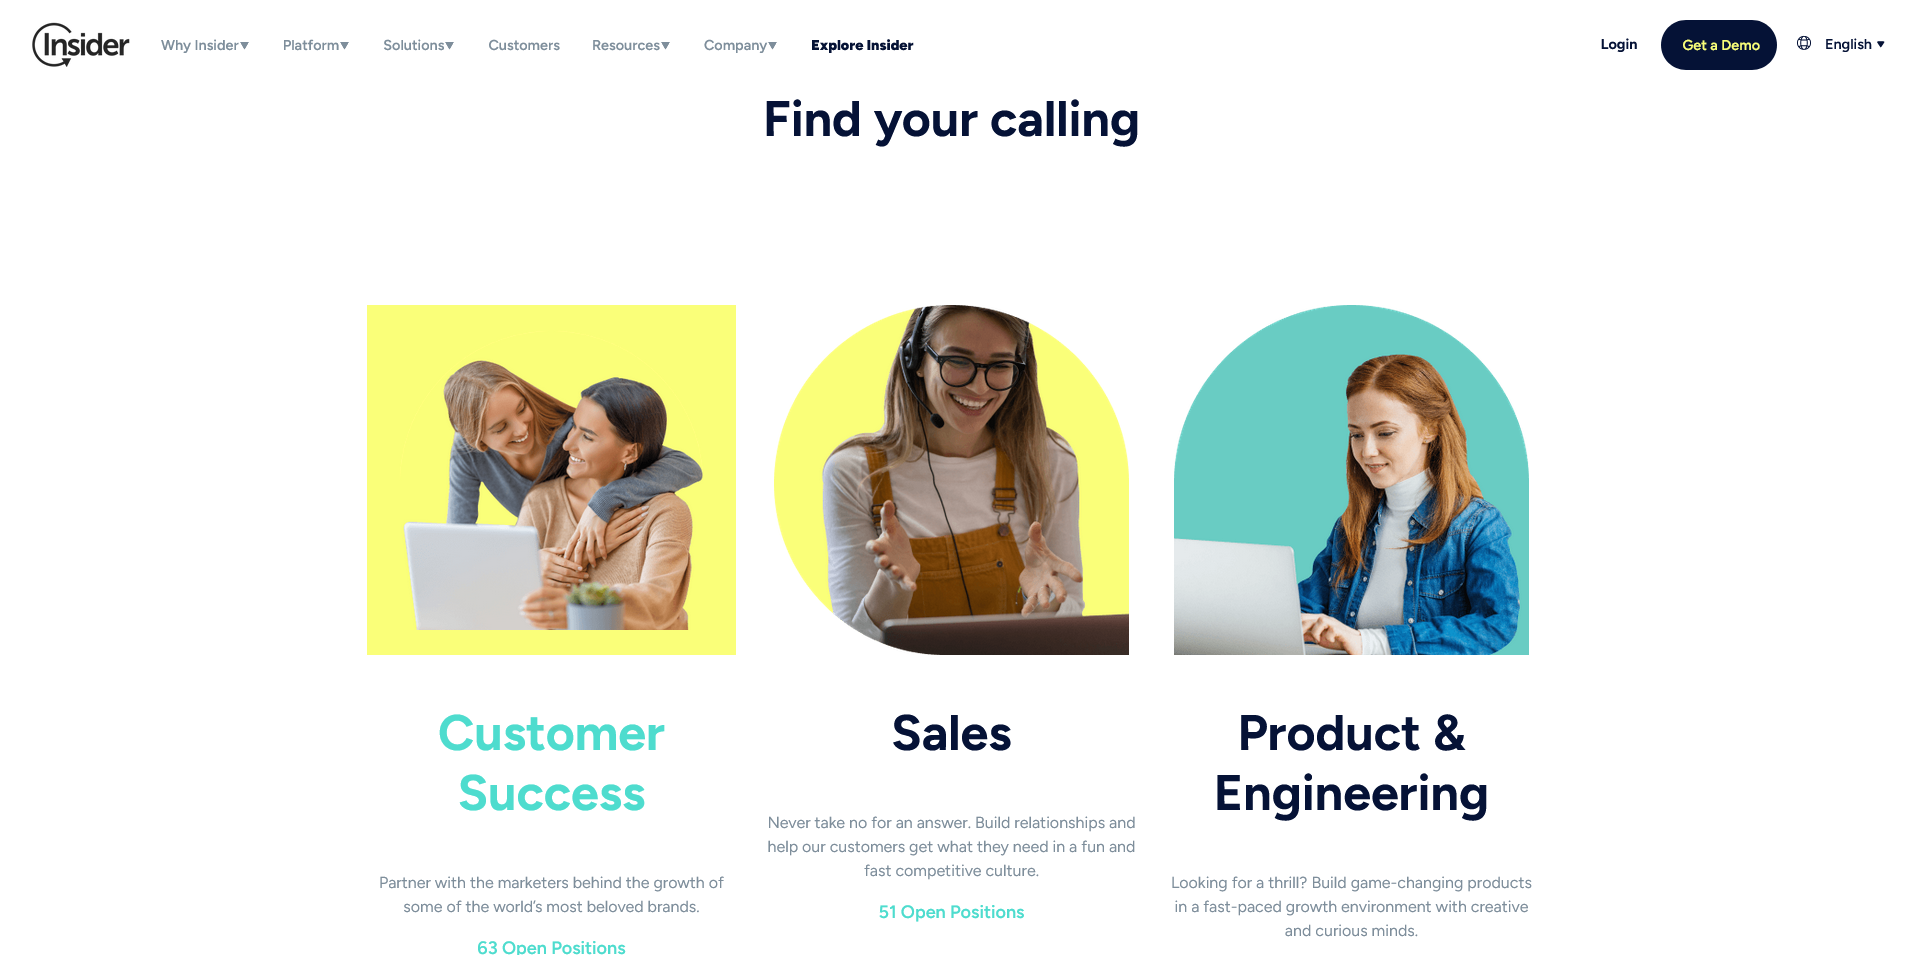 Insider
Why Insider
Platform
Solutions
Customers
Resources
Company
Explore Insider
Login
Get a Demo
English
Find your calling
Customer
Success
Partner with the marketers behind the growth of
some of the world's most beloved brands.
63 Open Positions
Sales
Never take no for an answer. Build relationships and
help our customers get what they need in a fun and
fast competitive culture.
51 Open Positions
Product &
Engineering
Looking for a thrill? Build game-changing products
in a fast-paced growth environment with creative
and curious minds.